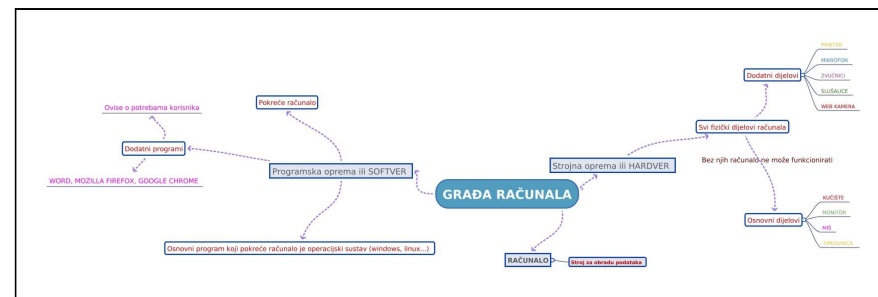 PRINTER
MIKROFON
Dodatni dijelovi
ZVUČNICI
SLUŠALICE
WEB KAMERA
Pokreće računalo
Ovise o potrebama korisnika
Svi fizički dijelovi računala
Dodatni programi
Bez njih računalo ne može funkcionirati
Strojna oprema ili HARDVER
Programska oprema ili SOFTVER
WORD, MOZILLA FIREFOX, GOOGLE CHROME
GRAĐA RAČUNALA
KUĆIŠTE
MONITOR
Osnovni dijelovi
MIŠ
TIPKOVNICA
Osnovni program koji pokreće računalo je operacijski sustav (windows, linux...)
RAČUNALO
Stroj za obradu podataka